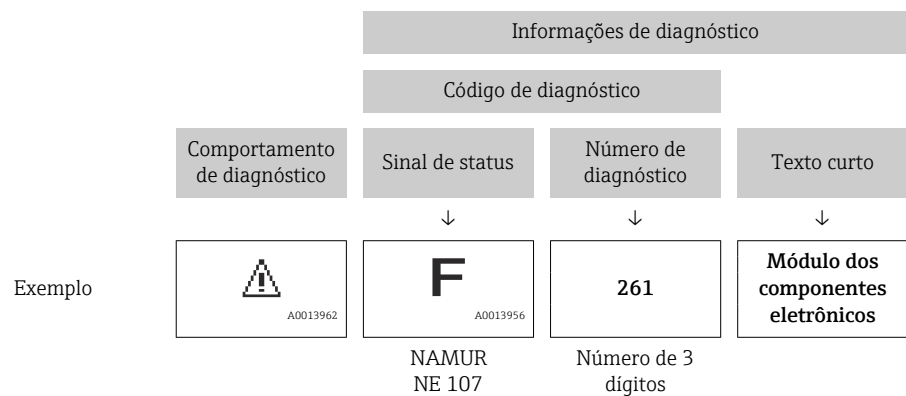 Informações de diagnóstico
Código de diagnóstico
Comportamento
de diagnóstico
Sinal de status
Número de
diagnóstico
Texto curto
↓
↓
↓
Exemplo
A0013962
F
A0013956
261
Módulo dos
componentes
eletrônicos
NAMUR
NE 107
Número de 3
dígitos